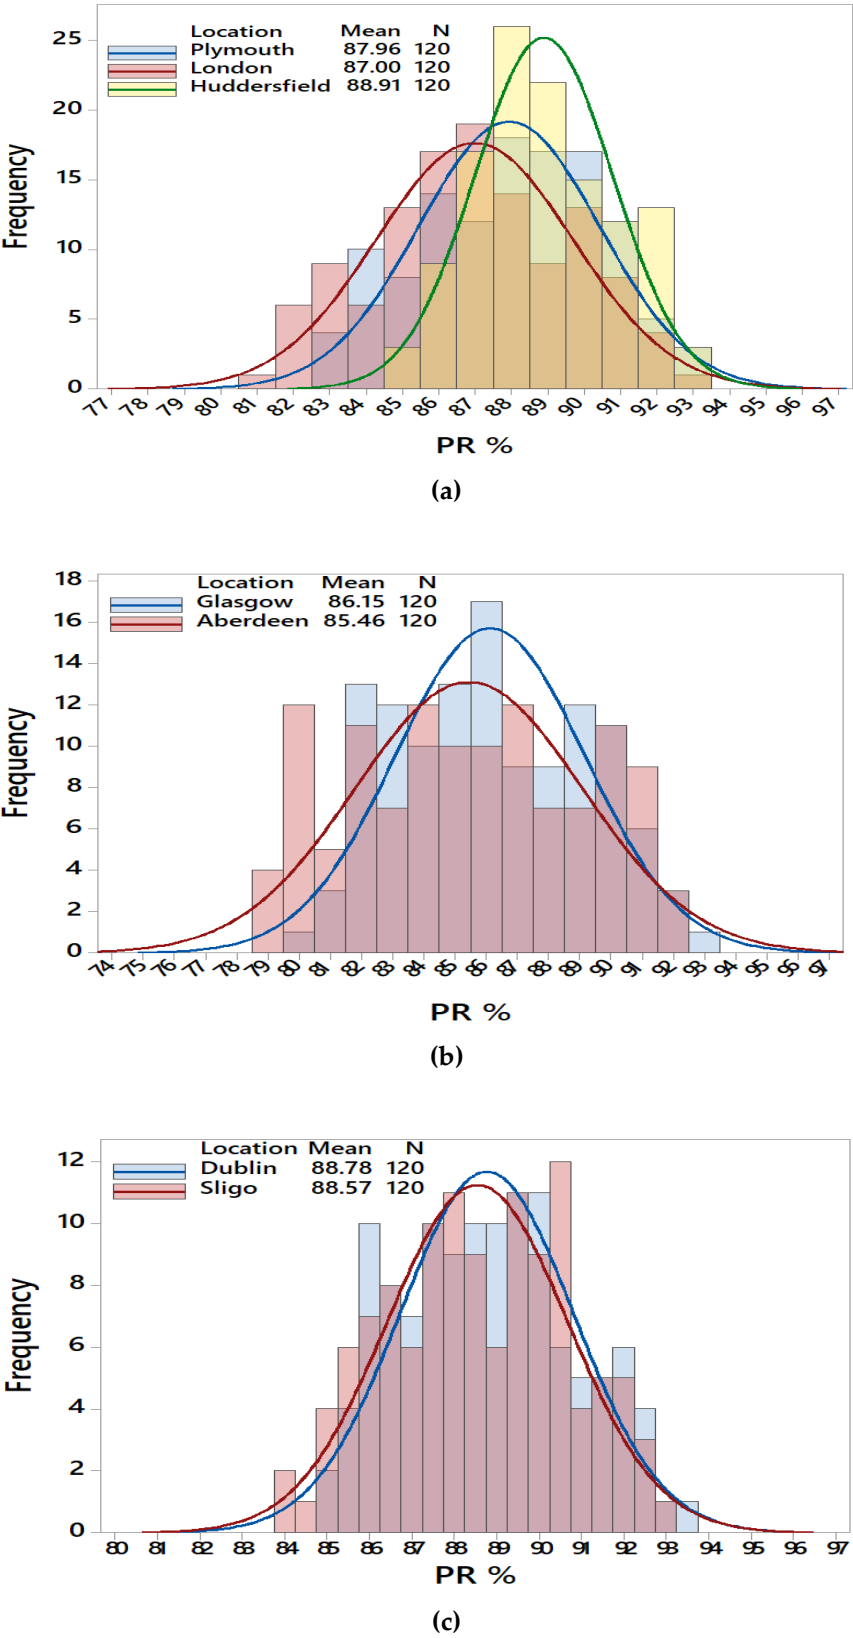 Location Mean N
Plymouth 87.96 120
London 87.00 120
Huddersfield 88.91 120
Frequency
25
20
15
10
5
0
77 78 79 80 81 82 83 84 85 86 87 88 89 90 91 92 93 94 95 96 97
PR %
(a)
Location Mean N
Glasgow 86.15 120
Aberdeen 85.46 120
Frequency
18
16
14
12
10
8
6
4
2
0
74 75 76 77 78 79 80 81 82 83 84 85 86 87 88 89 90 91 92 93 94 95 96 97
PR %
(b)
Location Mean N
Dublin 88.78 120
Sligo 88.57 120
Frequency
12
10
8
6
4
2
0
80 81 82 83 84 85 86 87 88 89 90 91 92 93 94 95 96 97
PR %
(c)